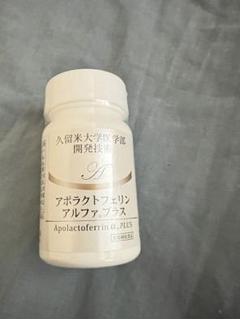 久留米大学医学部
開発技術
A
アポラクトフェリン
アルファ プラス
Apolactoferrin α PLUS